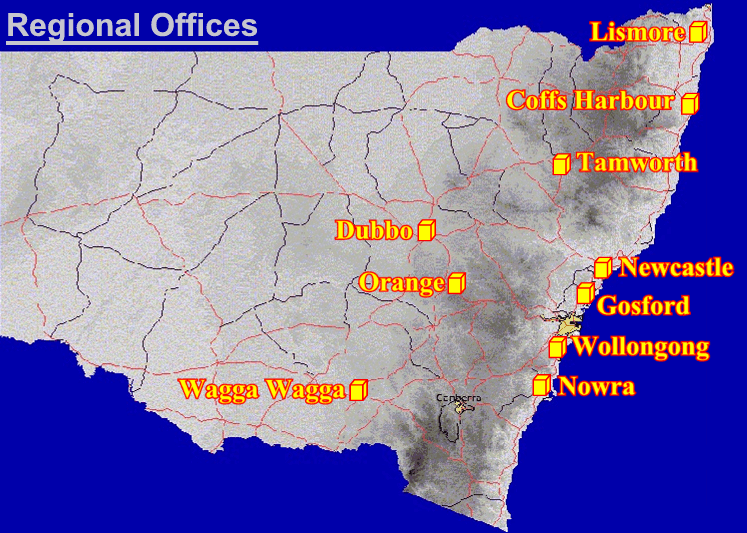 Regional Offices
Lismore
Coffs Harbour
Tamworth
Dubbo
Newcastle
Orange
Gosford
Wollongong
Nowra
Wagga Wagga
Canberra